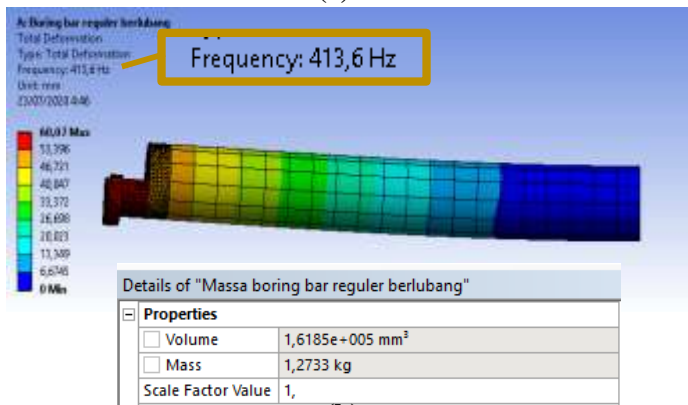 A: Boring bar reguler berlubang
Total Deformation
Type: Total Deformation
Frequency: 413,6 Hz
Unit: mm
Frequency: 413,6 Hz
60,07 Max
53,396
46,721
40,047
33,372
26,698
20,023
13,349
6,6745
0 Min
Details of "Massa boring bar reguler berlubang"
Properties
Volume 1,6185e+005 mm³
Mass 1,2733 kg
Scale Factor Value 1,